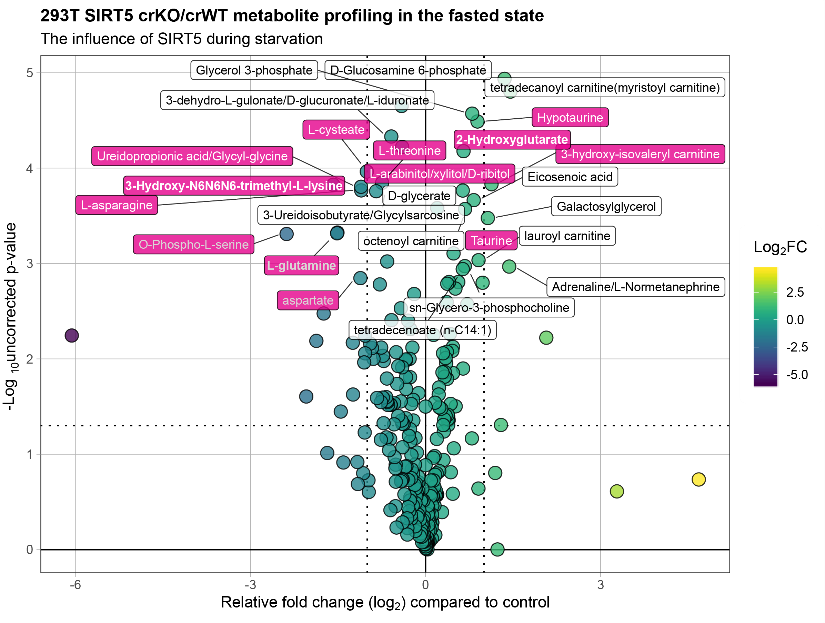 293T SIRT5 crKO/crWT metabolite profiling in the fasted state
The influence of SIRT5 during starvation
Glycerol 3-phosphate
D-Glucosamine 6-phosphate
tetradecanoyl carnitine(myristoyl carnitine)
3-dehydro-L-gulonate/D-glucuronate/L-iduronate
Hypotaurine
L-cysteate
2-Hydroxyglutarate
L-threonine
Ureidopropionic acid/Glycyl-glycine
3-hydroxy-isovaleryl carnitine
L-arabinitol/xylitol/D-ribitol
Eicosenoic acid
3-Hydroxy-N6N6N6-trimethyl-L-lysine
D-glycerate
L-asparagine
Galactosylglycerol
3-Ureidoisobutyrate/Glycylsarcosine
O-Phospho-L-serine
octenoyl carnitine
Taurine
lauroyl carnitine
L-glutamine
Adrenaline/L-Normetanephrine
aspartate
sn-Glycero-3-phosphocholine
tetradecenoate (n-C14:1)
5
4
3
2
1
0
-6
-3
0
3
-Log 10 uncorrected p-value
Relative fold change (log2) compared to control
Log2FC
2.5
0.0
-2.5
-5.0